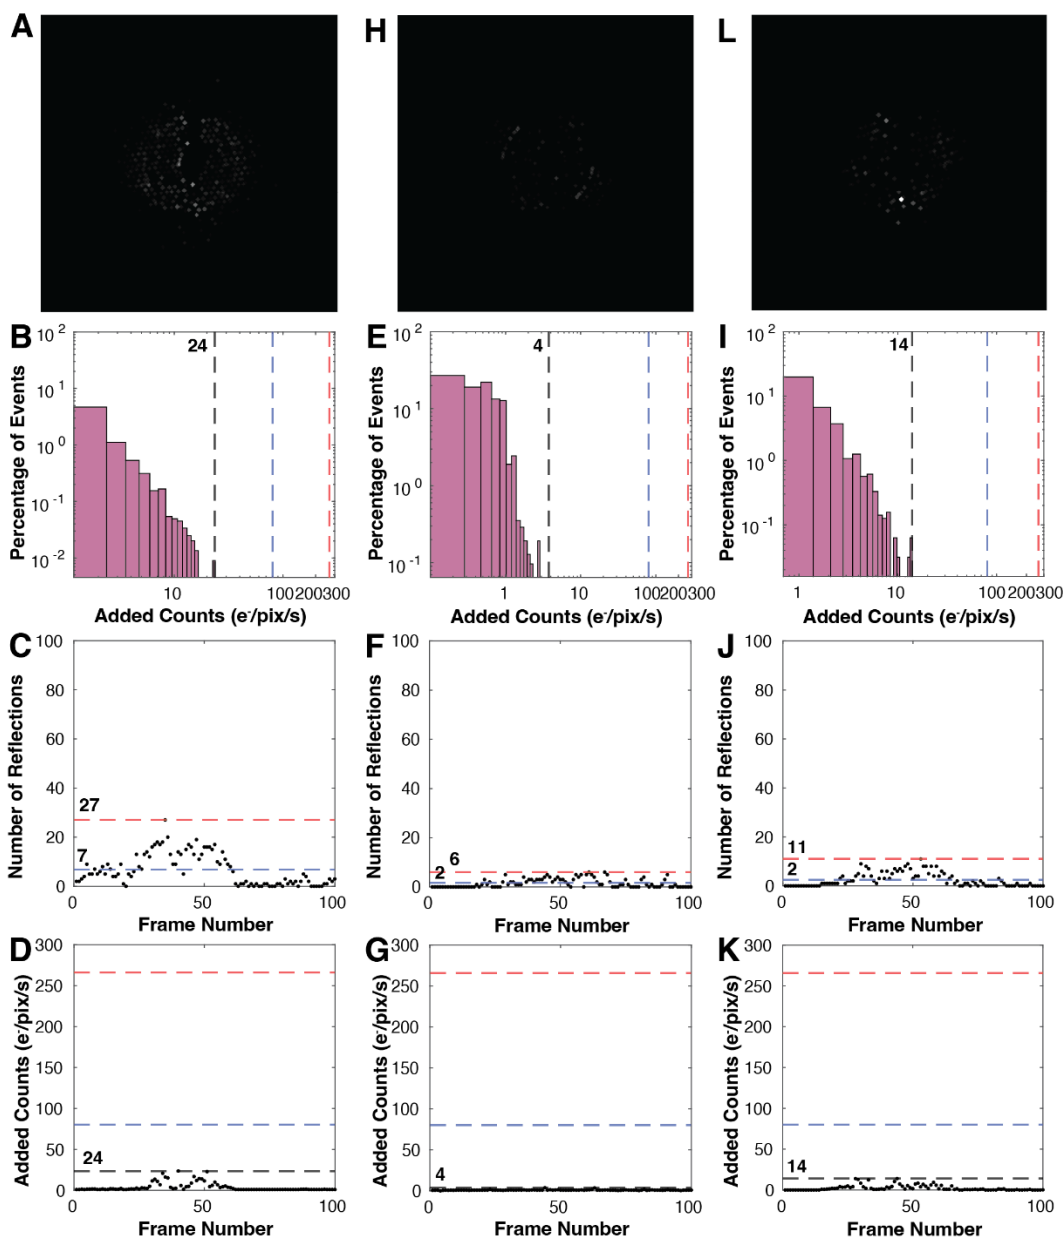 A H L
B E I
10^2 10^1 10^0 10^-1 10^-2
Percentage of Events
24
10 100200300
Added Counts (e^-/pix/s)
10^2 10^1 10^0 10^-1
Percentage of Events
4
1 10 100200300
Added Counts (e^-/pix/s)
10^2 10^1 10^0 10^-1
Percentage of Events
14
1 10 100200300
Added Counts (e^-/pix/s)
C F J
100 80 60 40 20 0
Number of Reflections
27
7
0 50 100
Frame Number
100 80 60 40 20 0
Number of Reflections
6
2
0 50 100
Frame Number
100 80 60 40 20 0
Number of Reflections
11
2
0 50 100
Frame Number
D G K
300 250 200 150 100 50 0
Added Counts (e^-/pix/s)
24
0 50 100
Frame Number
300 250 200 150 100 50 0
Added Counts (e^-/pix/s)
4
0 50 100
Frame Number
300 250 200 150 100 50 0
Added Counts (e^-/pix/s)
14
0 50 100
Frame Number